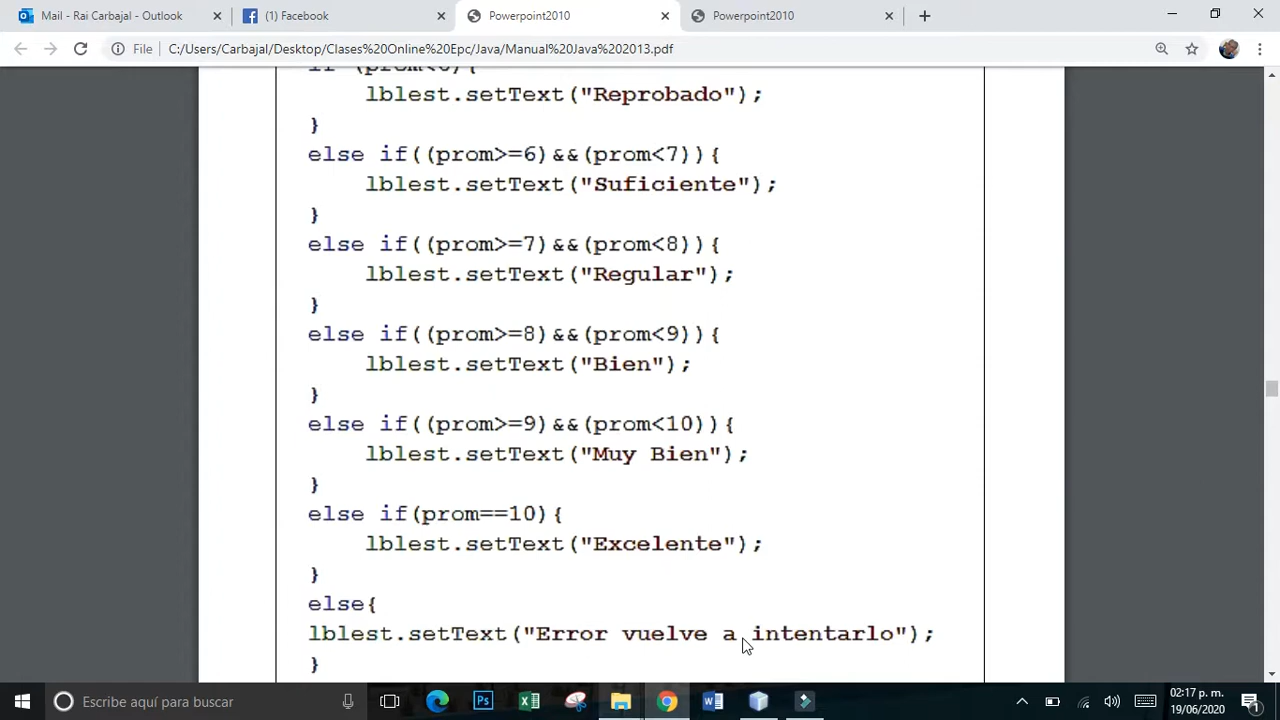 Mail - Rai Carbajal - Outlook
(1) Facebook
Powerpoint2010
Powerpoint2010
File
C:/Users/Carbajal/Desktop/Clases%20Online%20Epc/Java/Manual%20Java%202013.pdf
lblest.setText("Reprobado");
}
else if((prom>=6)&&(prom<7)){
lblest.setText("Suficiente");
}
else if((prom>=7)&&(prom<8)){
lblest.setText("Regular");
}
else if((prom>=8)&&(prom<9)){
lblest.setText("Bien");
}
else if((prom>=9)&&(prom<10)){
lblest.setText("Muy Bien");
}
else if(prom==10){
lblest.setText("Excelente");
}
else{
lblest.setText("Error vuelve a intentarlo");
}
Escribe aquí para buscar
02:17 p. m.
19/06/2020